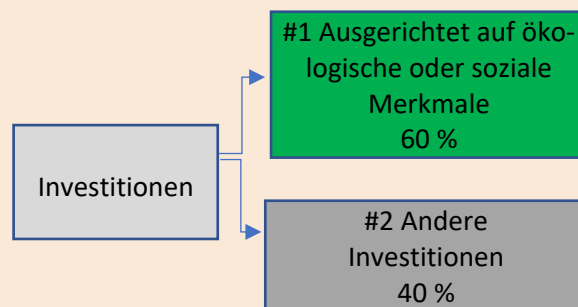 #1 Ausgerichtet auf öko-
logische oder soziale
Merkmale
60 %
Investitionen
#2 Andere
Investitionen
40 %